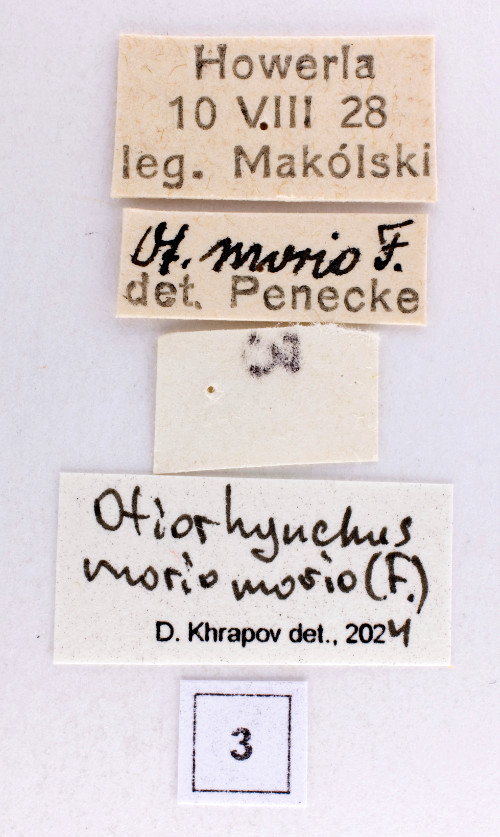 Howerla
10 VIII 28
leg. Makólski
Ot. morio F.
det. Penecke
Otiorhynchus
morio morio (F.)
D. Khrapov det., 2024
3